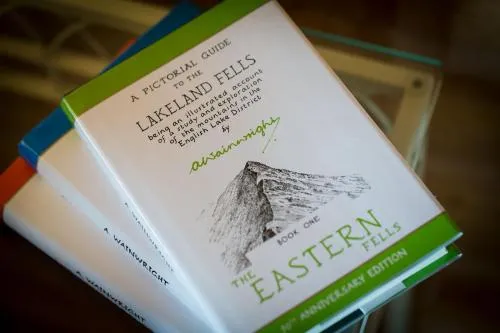 A PICTORIAL GUIDE
TO THE
LAKELAND FELLS
being an illustrated account
of a study and exploration
of the mountains in the
English Lake District
by
awainwright
BOOK ONE
THE
EASTERN
FELLS
50TH ANNIVERSARY EDITION
A. WAINWRIGHT
A. WAINWRIGHT